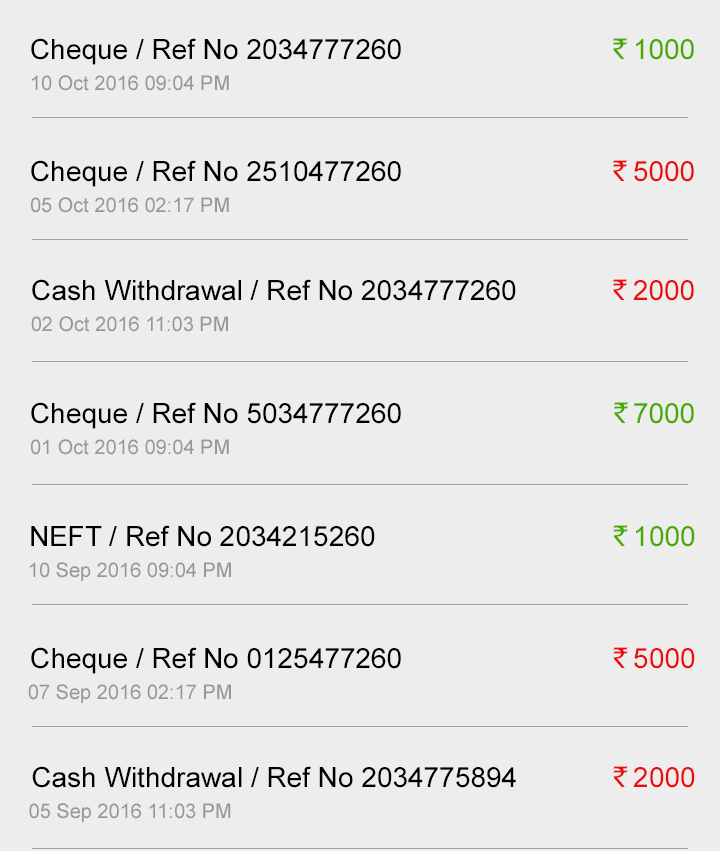 Cheque / Ref No 2034777260 ₹ 1000
10 Oct 2016 09:04 PM
Cheque / Ref No 2510477260 ₹ 5000
05 Oct 2016 02:17 PM
Cash Withdrawal / Ref No 2034777260 ₹ 2000
02 Oct 2016 11:03 PM
Cheque / Ref No 5034777260 ₹ 7000
01 Oct 2016 09:04 PM
NEFT / Ref No 2034215260 ₹ 1000
10 Sep 2016 09:04 PM
Cheque / Ref No 0125477260 ₹ 5000
07 Sep 2016 02:17 PM
Cash Withdrawal / Ref No 2034775894 ₹ 2000
05 Sep 2016 11:03 PM